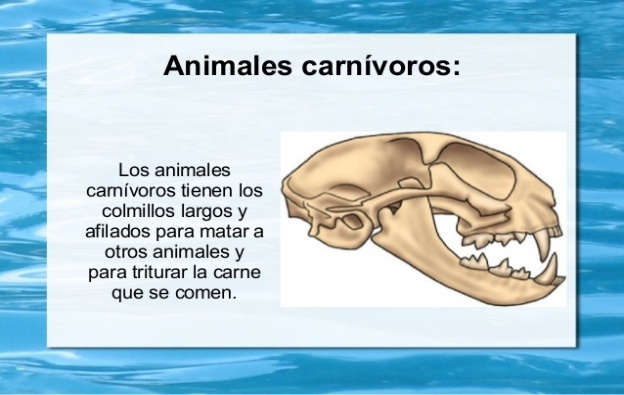 Animales carnívoros:
Los animales
carnívoros tienen los
colmillos largos y
afilados para matar a
otros animales y
para triturar la carne
que se comen.